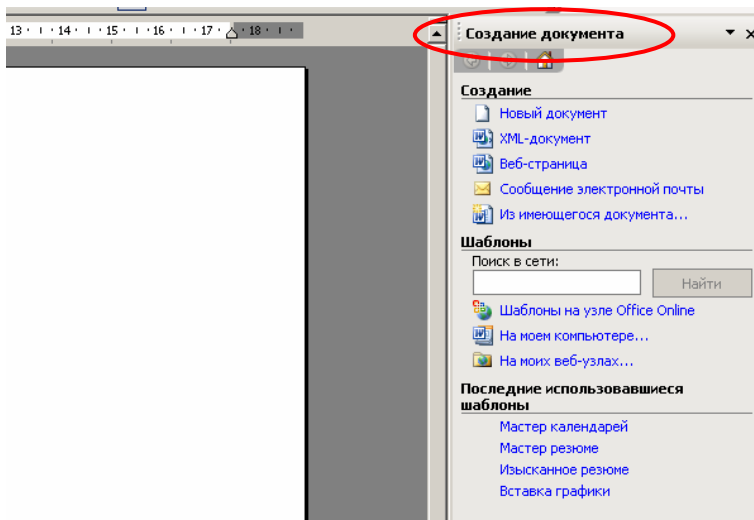 13 · 14 · 15 · 16 · 17 · 18
Создание документа
Создание
Новый документ
XML-документ
Веб-страница
Сообщение электронной почты
Из имеющегося документа...
Шаблоны
Поиск в сети:
Найти
Шаблоны на узле Office Online
На моем компьютере...
На моих веб-узлах...
Последние использовавшиеся
шаблоны
Мастер календарей
Мастер резюме
Изысканное резюме
Вставка графики